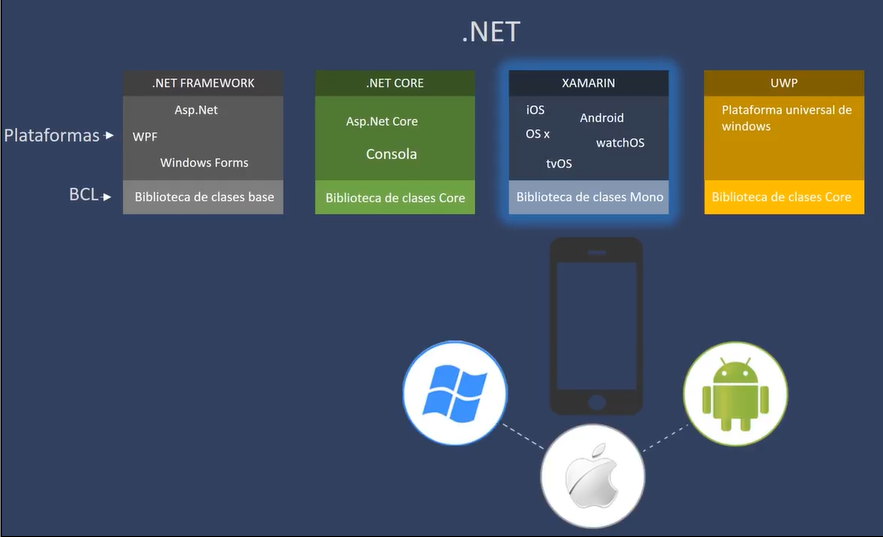 .NET
.NET FRAMEWORK
Asp.Net
WPF
Windows Forms
Biblioteca de clases base
.NET CORE
Asp.Net Core
Consola
Biblioteca de clases Core
XAMARIN
iOS
Android
OS x
watchOS
tvOS
Biblioteca de clases Mono
UWP
Plataforma universal de
windows
Biblioteca de clases Core
Plataformas
BCL